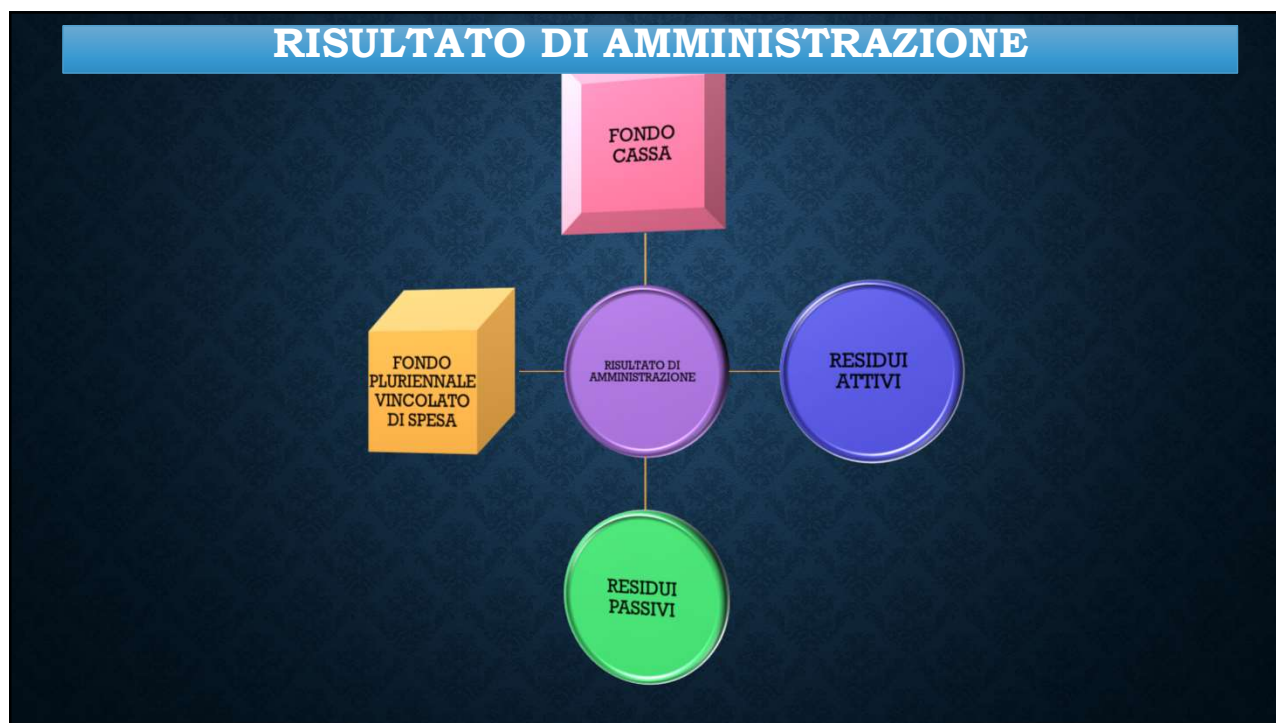 RISULTATO DI AMMINISTRAZIONE
FONDO
CASSA
FONDO
PLURIENNALE
VINCOLATO
DI SPESA
RISULTATO DI
AMMINISTRAZIONE
RESIDUI
ATTIVI
RESIDUI
PASSIVI